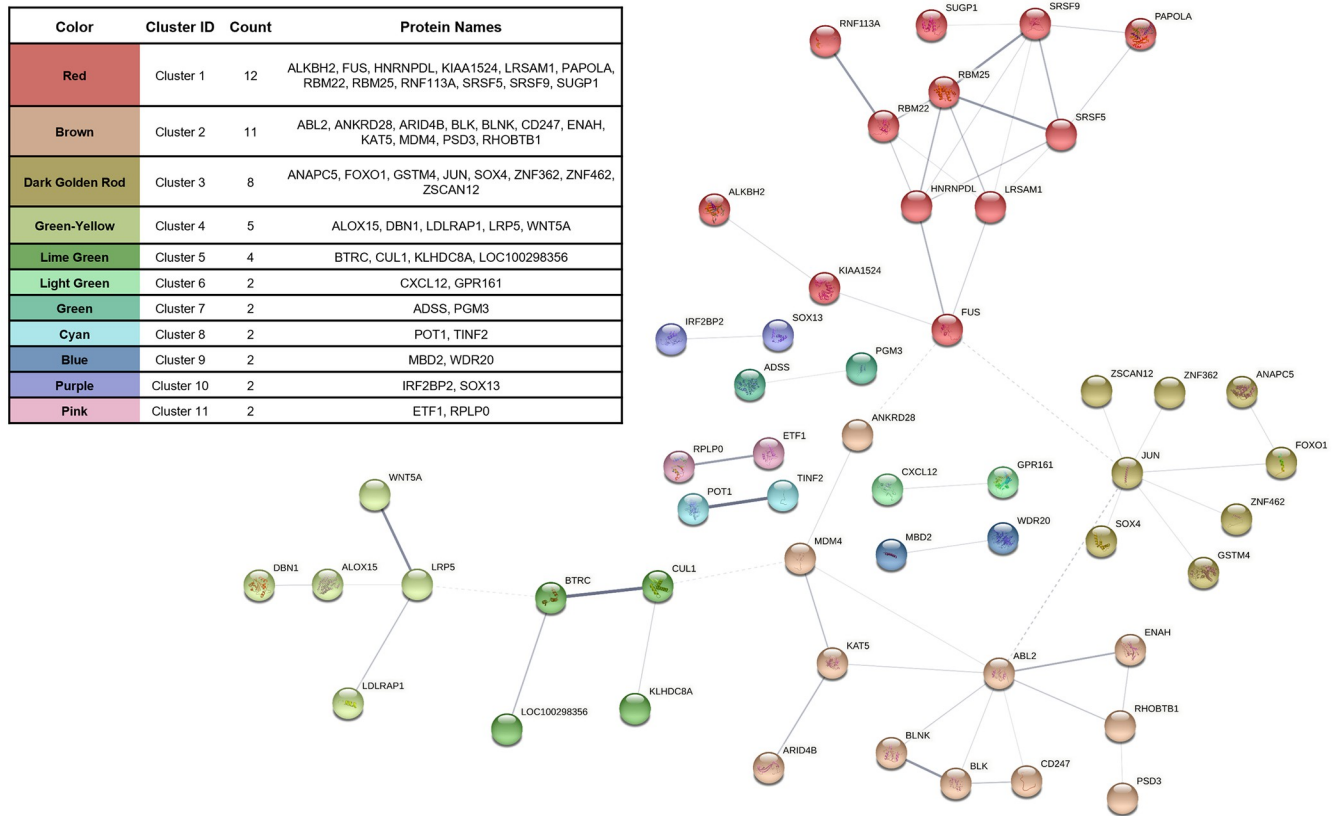 Color Cluster ID Count Protein Names
Red Cluster 1 12 ALKBH2, FUS, HNRNPDL, KIAA1524, LRSAM1, PAPOLA,
RBM22, RBM25, RNF113A, SRSF5, SRSF9, SUGP1
Brown Cluster 2 11 ABL2, ANKRD28, ARID4B, BLK, BLNK, CD247, ENAH,
KAT5, MDM4, PSD3, RHOBTB1
Dark Golden Rod Cluster 3 8 ANAPC5, FOXO1, GSTM4, JUN, SOX4, ZNF362, ZNF462,
ZSCAN12
Green-Yellow Cluster 4 5 ALOX15, DBN1, LDLRAP1, LRP5, WNT5A
Lime Green Cluster 5 4 BTRC, CUL1, KLHDC8A, LOC100298356
Light Green Cluster 6 2 CXCL12, GPR161
Green Cluster 7 2 ADSS, PGM3
Cyan Cluster 8 2 POT1, TINF2
Blue Cluster 9 2 MBD2, WDR20
Purple Cluster 10 2 IRF2BP2, SOX13
Pink Cluster 11 2 ETF1, RPLP0
SUGP1
SRSF9
PAPOLA
RNF113A
RBM25
RBM22
SRSF5
HNRNPDL
LRSAM1
ALKBH2
KIAA1524
FUS
IRF2BP2
SOX13
PGM3
ADSS
ZSCAN12
ZNF362
ANAPC5
ANKRD28
FOXO1
JUN
RPLP0
ETF1
CXCL12
GPR161
POT1
TINF2
ZNF462
SOX4
GSTM4
MBD2
WDR20
MDM4
WNT5A
DBN1
ALOX15
LRP5
BTRC
CUL1
LDLRAP1
LOC100298356
KLHDC8A
KAT5
ABL2
ENAH
RHOBTB1
ARID4B
BLNK
BLK
CD247
PSD3